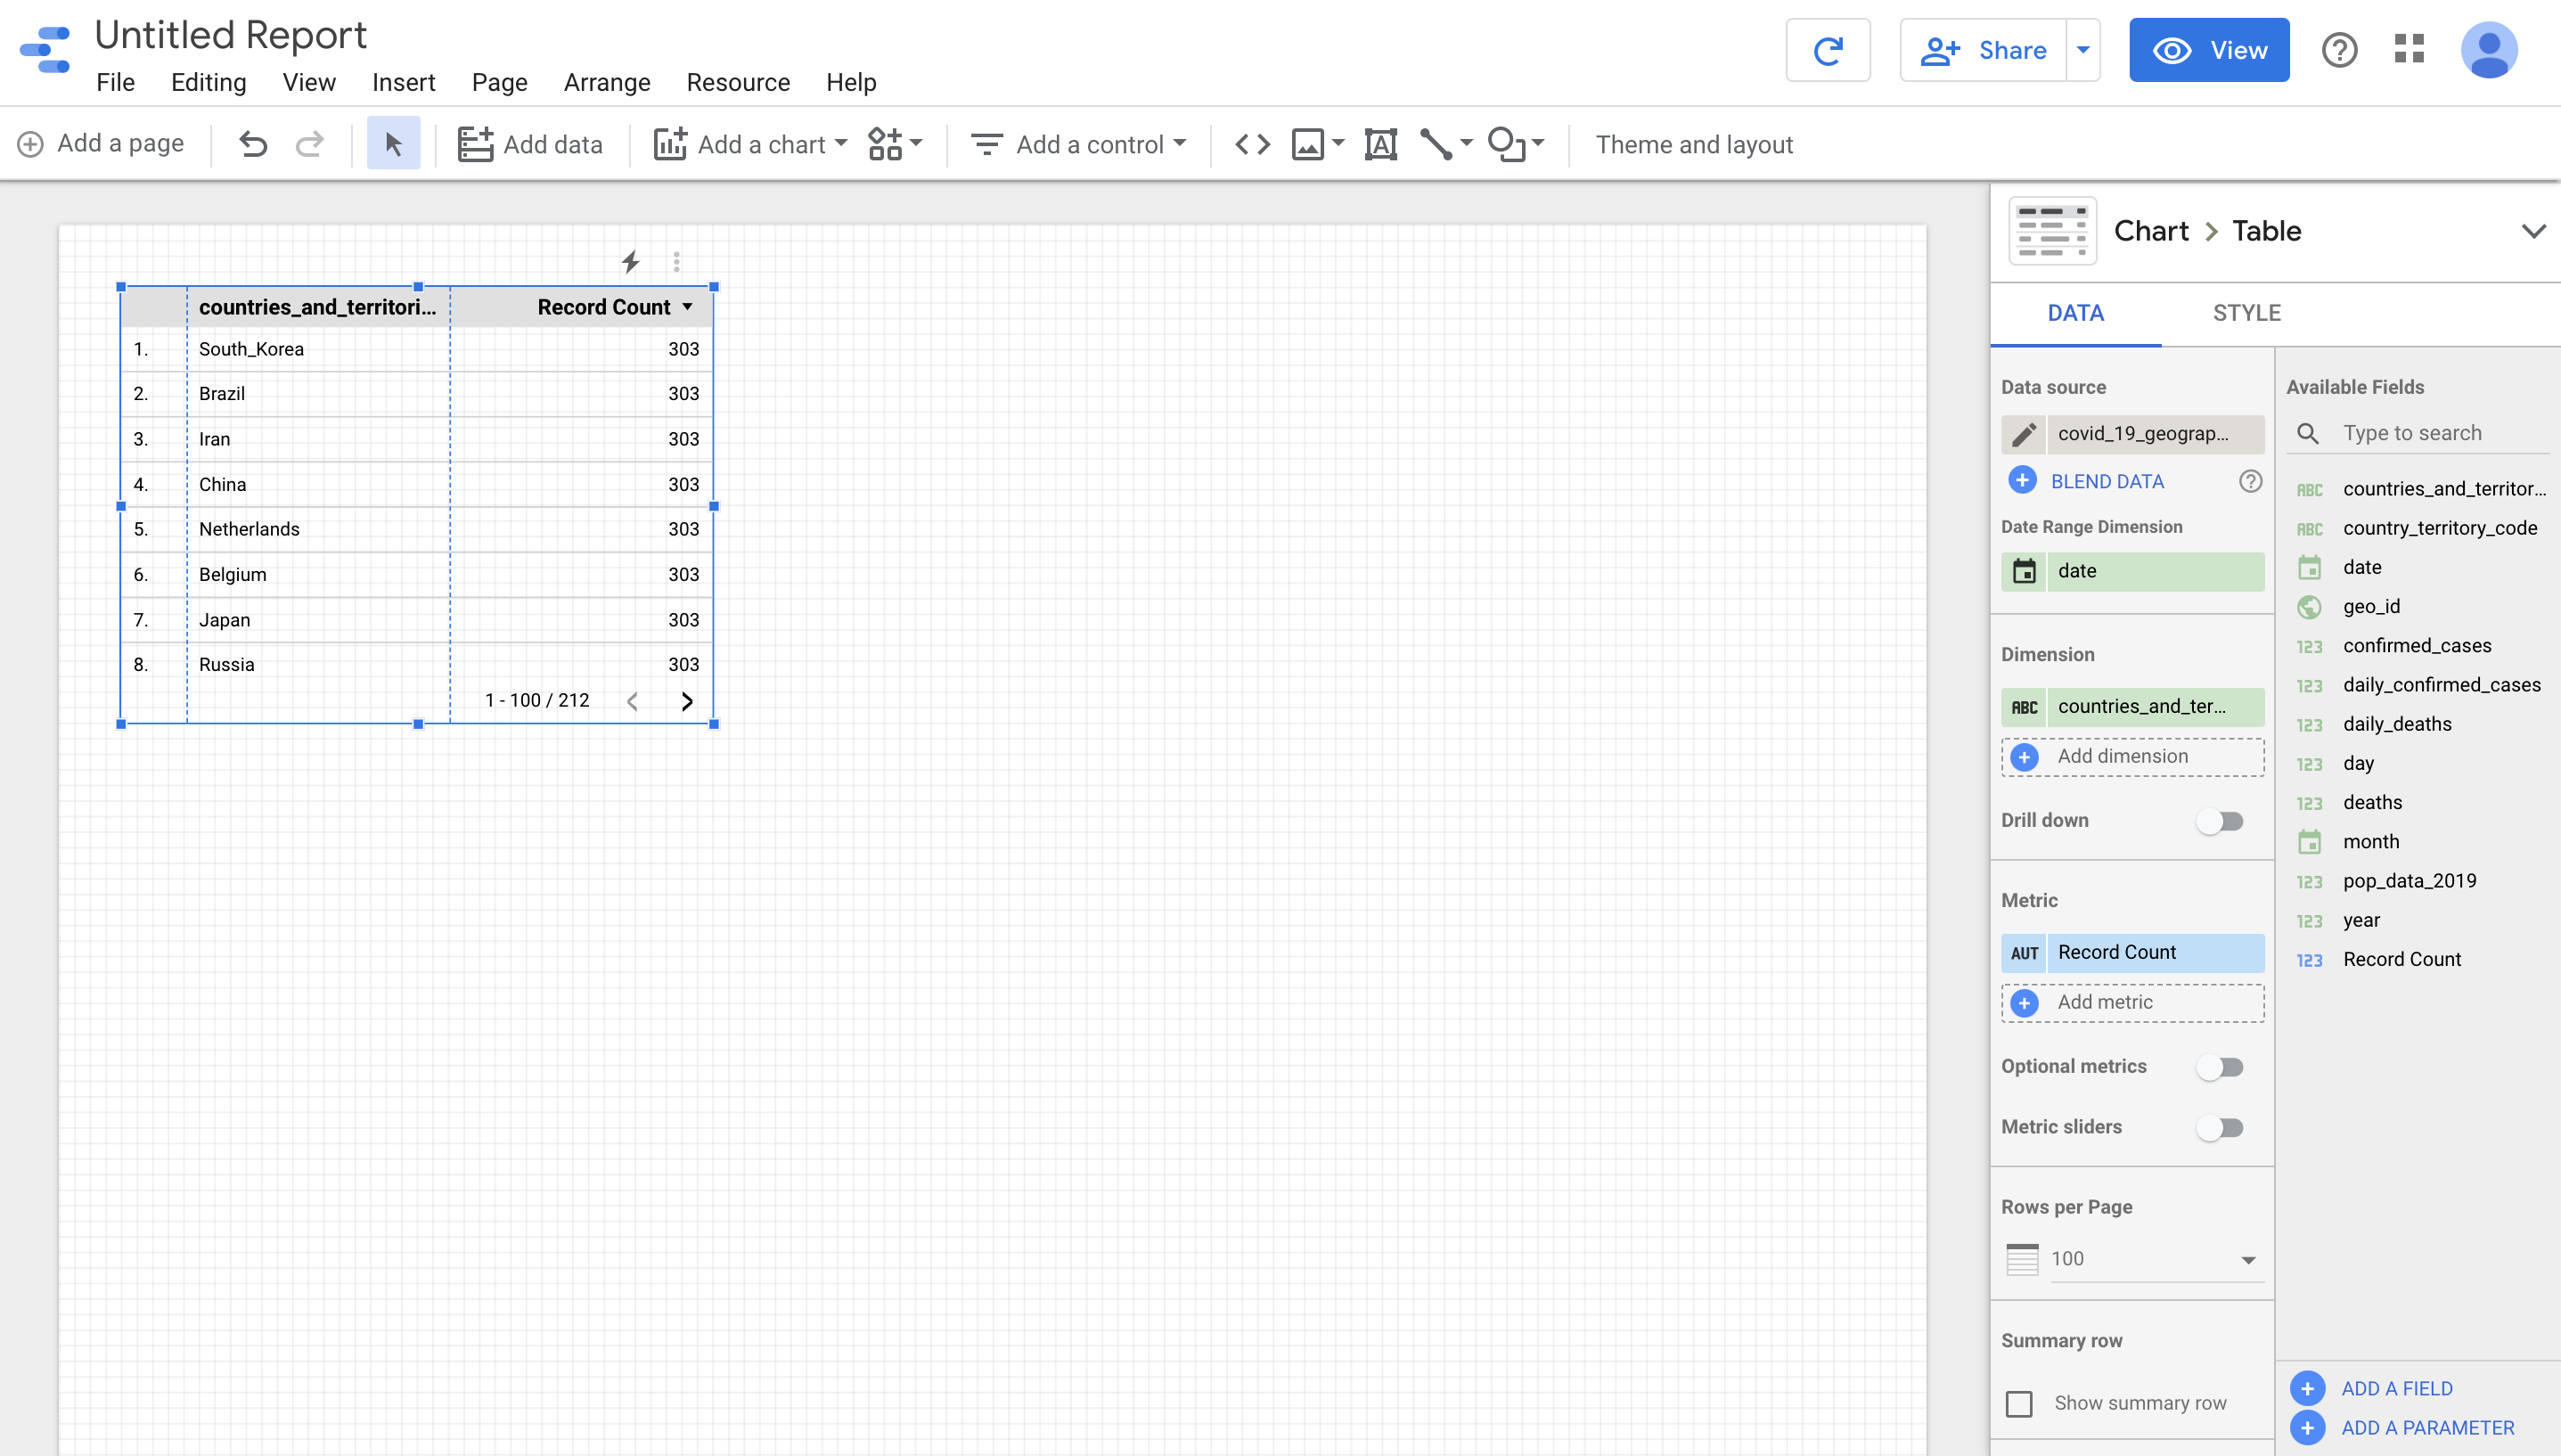 Untitled Report
File Editing View Insert Page Arrange Resource Help
Share
View
Add a page
Add data
Add a chart
Add a control
Theme and layout
countries_and_territori... Record Count
1. South_Korea 303
2. Brazil 303
3. Iran 303
4. China 303
5. Netherlands 303
6. Belgium 303
7. Japan 303
8. Russia 303
1 - 100 / 212
Chart > Table
DATA STYLE
Data source
covid_19_geograp...
BLEND DATA
Date Range Dimension
date
Dimension
ABC countries_and_ter...
Add dimension
Drill down
Metric
AUT Record Count
Add metric
Optional metrics
Metric sliders
Rows per Page
100
Summary row
Show summary row
Available Fields
Type to search
ABC countries_and_territor...
ABC country_territory_code
date
geo_id
123 confirmed_cases
123 daily_confirmed_cases
123 daily_deaths
123 day
123 deaths
month
123 pop_data_2019
123 year
123 Record Count
ADD A FIELD
ADD A PARAMETER